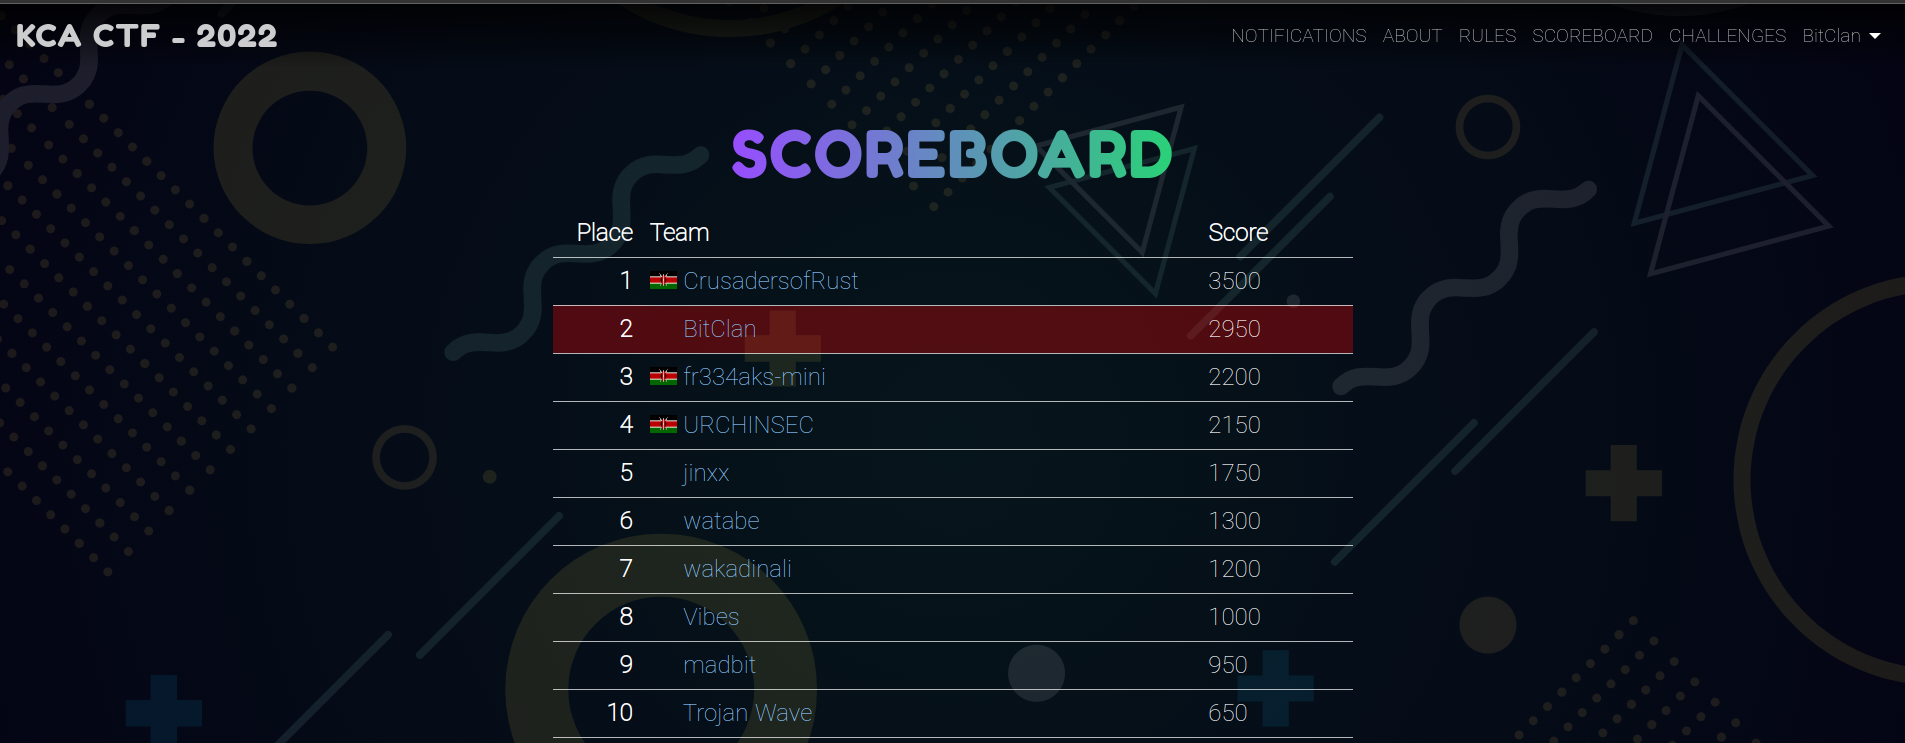 KCA CTF - 2022
NOTIFICATIONS ABOUT RULES SCOREBOARD CHALLENGES BitClan
SCOREBOARD
Place Team Score
1 CrusadersofRust 3500
2 BitClan 2950
3 fr334aks-mini 2200
4 URCHINSEC 2150
5 jinxx 1750
6 watabe 1300
7 wakadinali 1200
8 Vibes 1000
9 madbit 950
10 Trojan Wave 650